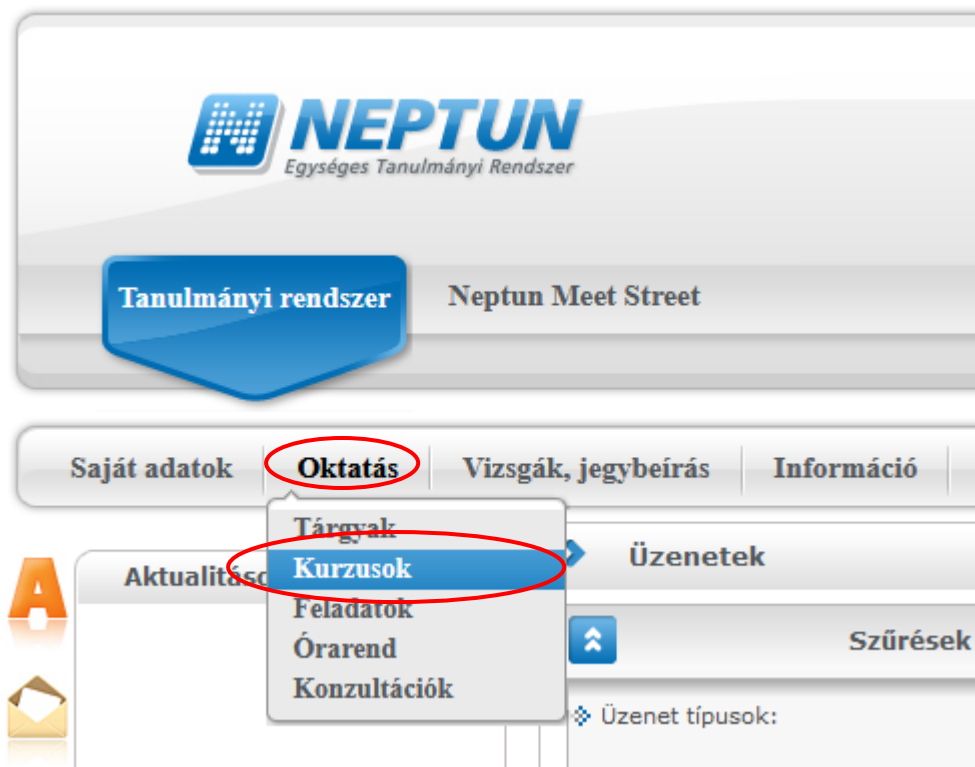 NEPTUN
Egységes Tanulmányi Rendszer
Tanulmányi rendszer
Neptun Meet Street
Saját adatok
Oktatás
Vizsgák, jegybeírás
Információ
Tárgyak
Kurzusok
Feladatok
Órarend
Konzultációk
Üzenetek
Szűrések
Üzenet típusok: